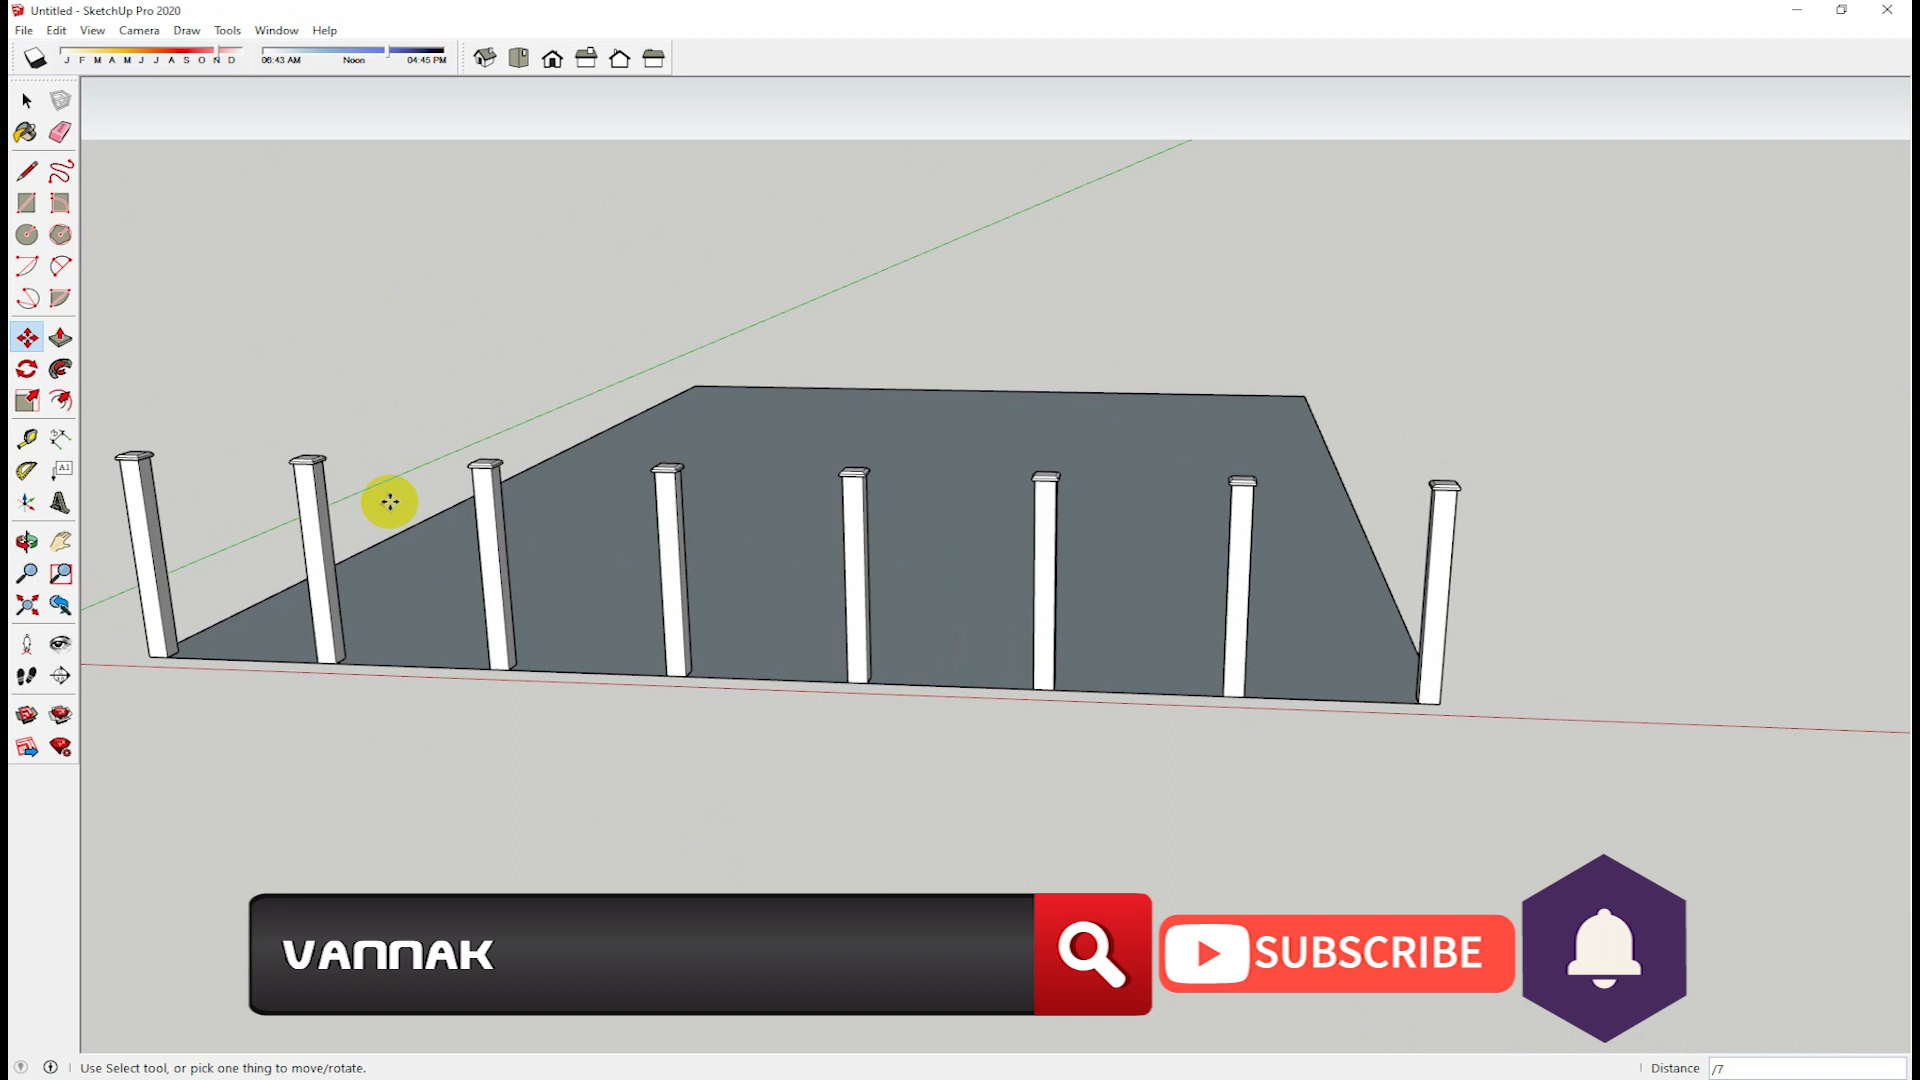 Untitled - SketchUp Pro 2020
File Edit View Camera Draw Tools Window Help
J F M A M J J A S O N D
06:43 AM Noon 04:45 PM
A1
VANNAK
SUBSCRIBE
Use Select tool, or pick one thing to move/rotate.
Distance /7